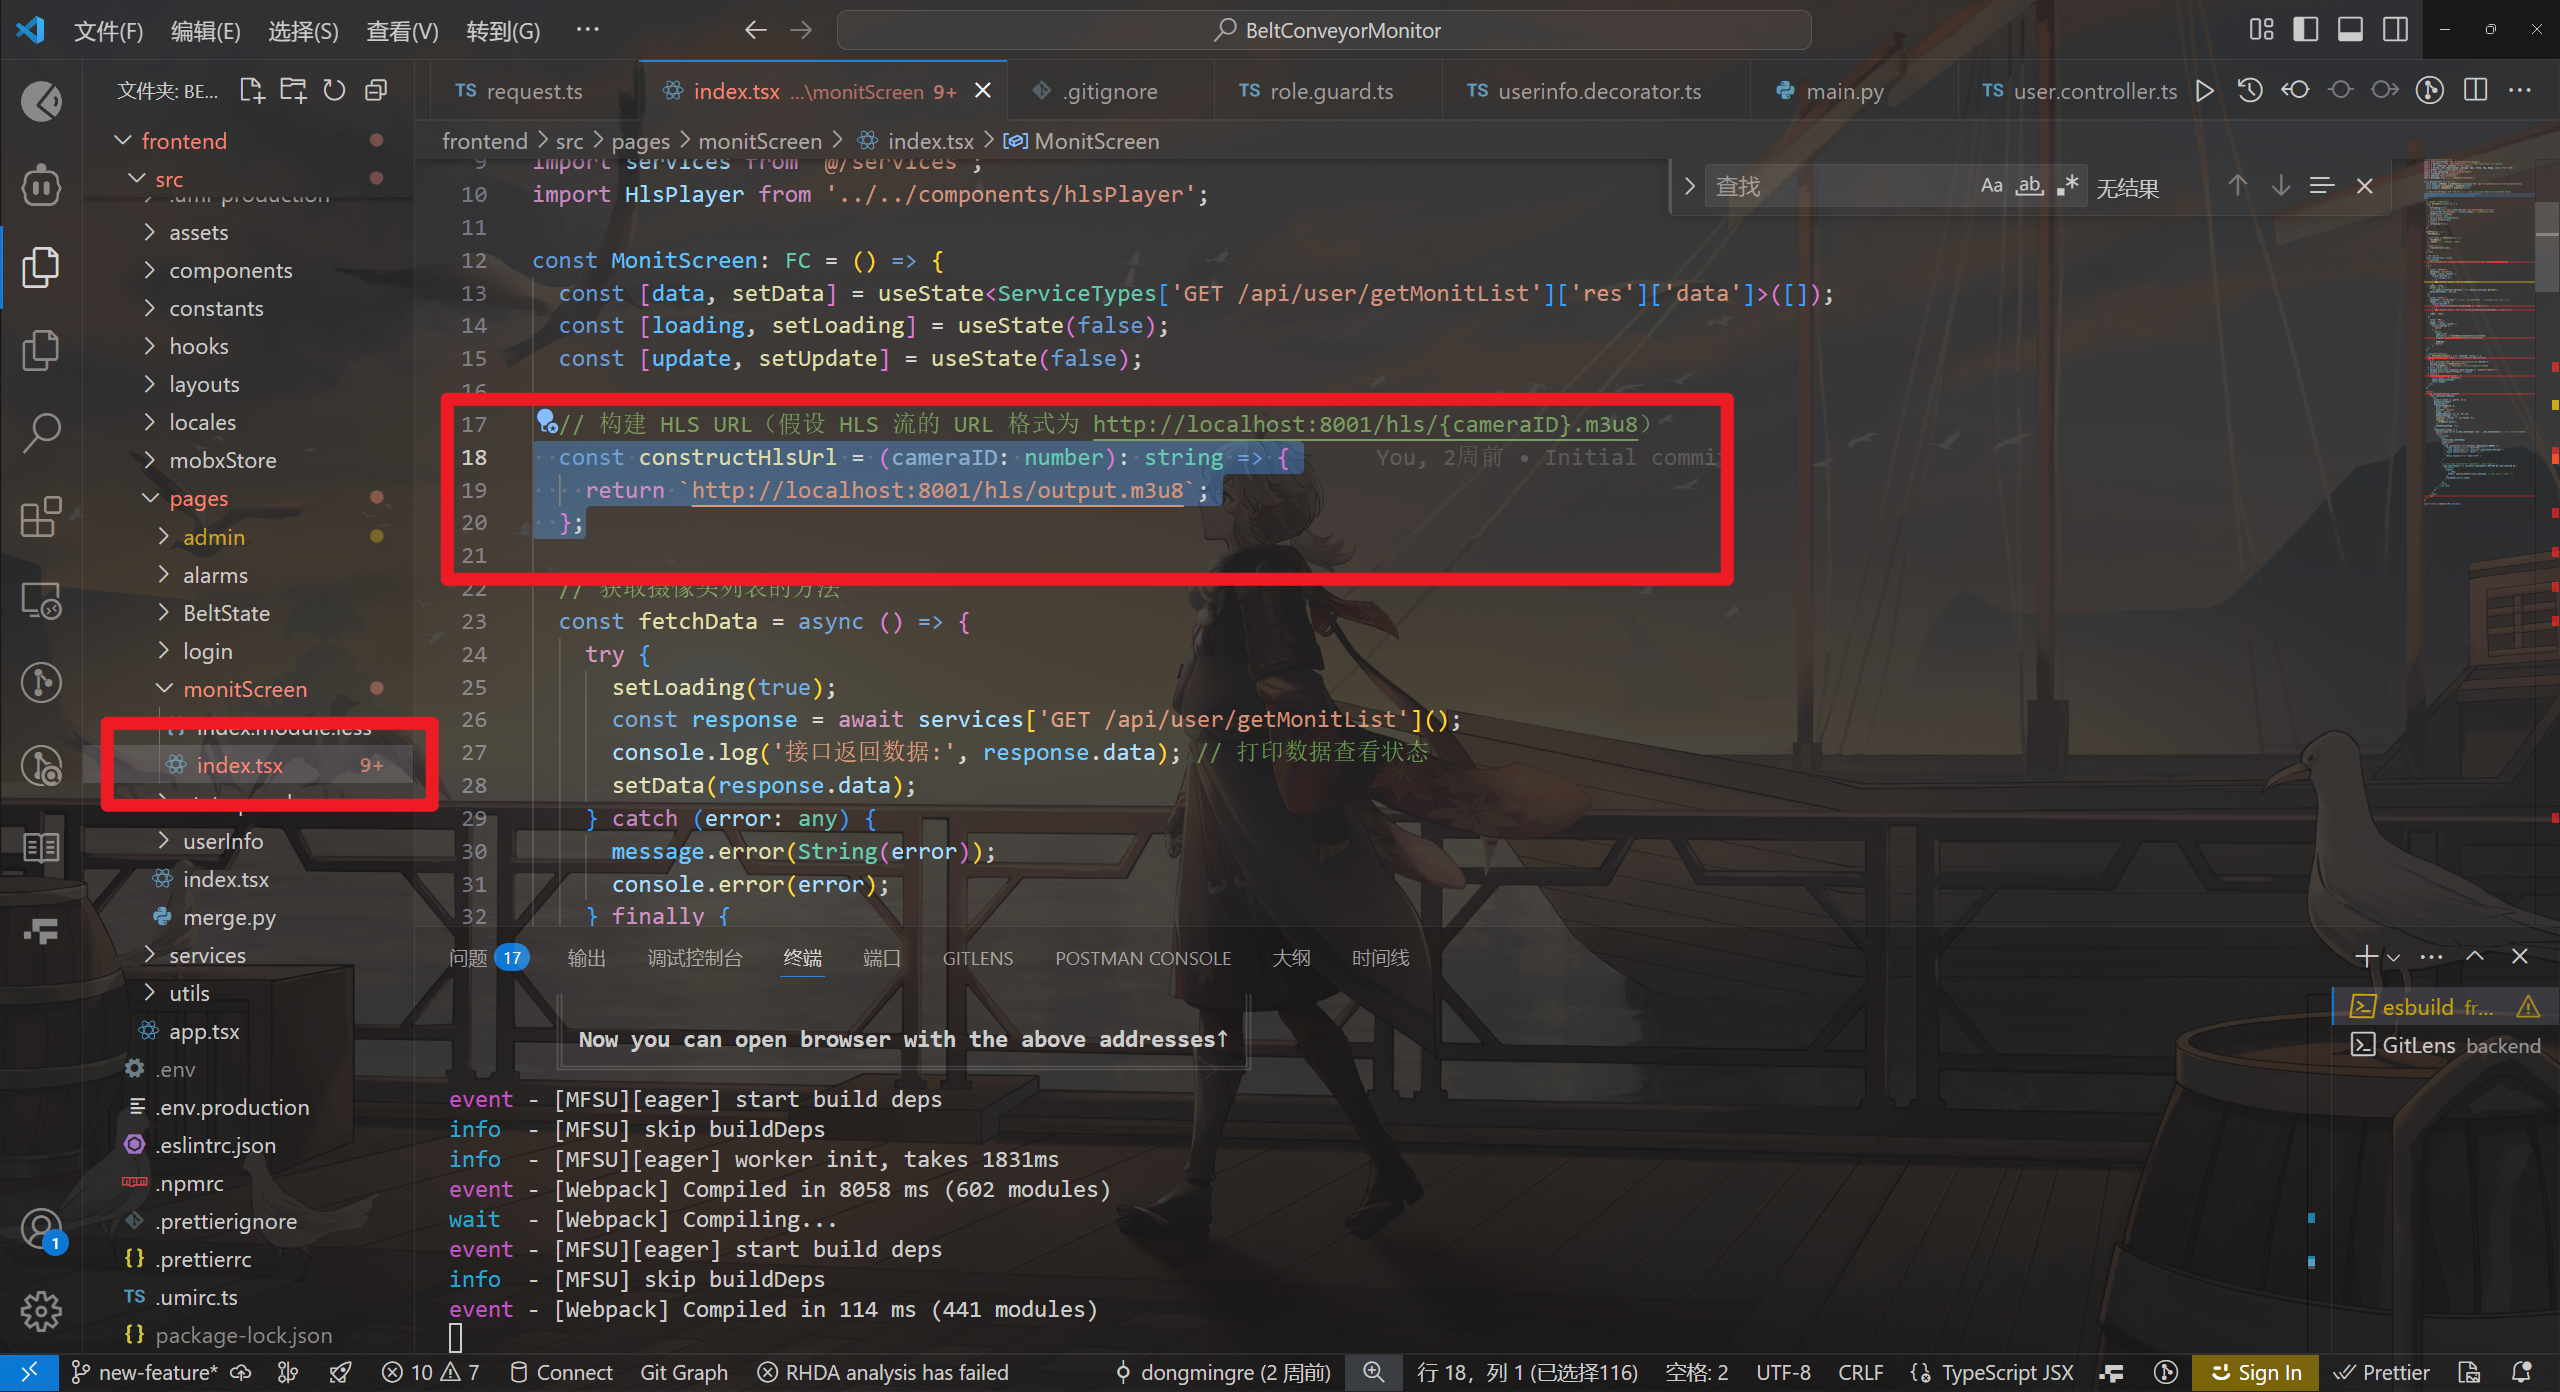 文件(F) 编辑(E) 选择(S) 查看(V) 转到(G) ···
BeltConveyorMonitor
文件夹: BE...
frontend
src
.umi-production
assets
components
constants
hooks
layouts
locales
mobxStore
pages
admin
alarms
BeltState
login
monitScreen
index.module.less
index.tsx 9+
userInfo
index.tsx
merge.py
services
utils
app.tsx
.env
.env.production
.eslintrc.json
.npmrc
.prettierignore
{} .prettierrc
TS .umirc.ts
{} package-lock.json
1
TS request.ts
index.tsx ...\monitScreen 9+
.gitignore
TS role.guard.ts
TS userinfo.decorator.ts
main.py
TS user.controller.ts
frontend > src > pages > monitScreen > index.tsx > MonitScreen
查找 Aa ab .* 无结果
9 import services from '@/services';
10 import HlsPlayer from '../../components/hlsPlayer';
11
12 const MonitScreen: FC = () => {
13 const [data, setData] = useState<ServiceTypes['GET /api/user/getMonitList']['res']['data']>([]);
14 const [loading, setLoading] = useState(false);
15 const [update, setUpdate] = useState(false);
16
17 // 构建 HLS URL（假设 HLS 流的 URL 格式为 http://localhost:8001/hls/{cameraID}.m3u8）
18 const constructHlsUrl = (cameraID: number): string => { You, 2周前 • Initial commi
19 return `http://localhost:8001/hls/output.m3u8`;
20 };
21
22 // 获取摄像头列表的方法
23 const fetchData = async () => {
24 try {
25 setLoading(true);
26 const response = await services['GET /api/user/getMonitList']();
27 console.log('接口返回数据:', response.data); // 打印数据查看状态
28 setData(response.data);
29 } catch (error: any) {
30 message.error(String(error));
31 console.error(error);
32 } finally {
问题 17 输出 调试控制台 终端 端口 GITLENS POSTMAN CONSOLE 大纲 时间线
Now you can open browser with the above addresses↑
event - [MFSU][eager] start build deps
info - [MFSU] skip buildDeps
info - [MFSU][eager] worker init, takes 1831ms
event - [Webpack] Compiled in 8058 ms (602 modules)
wait - [Webpack] Compiling...
event - [MFSU][eager] start build deps
info - [MFSU] skip buildDeps
event - [Webpack] Compiled in 114 ms (441 modules)
esbuild fr...
GitLens backend
new-feature* 10 7 Connect Git Graph RHDA analysis has failed dongmingre (2 周前) 行 18，列 1 (已选择116) 空格: 2 UTF-8 CRLF {} TypeScript JSX Sign In Prettier